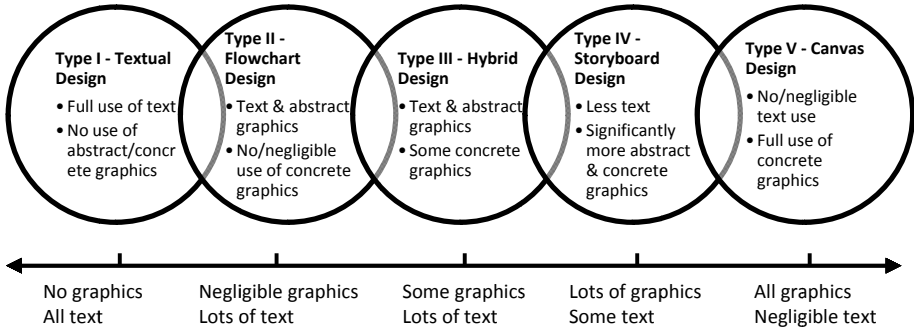 Type I - Textual
Design
• Full use of text
• No use of
abstract/concr
ete graphics
Type II -
Flowchart
Design
• Text & abstract
graphics
• No/negligible
use of concrete
graphics
Type III - Hybrid
Design
• Text & abstract
graphics
• Some concrete
graphics
Type IV -
Storyboard
Design
• Less text
• Significantly
more abstract
& concrete
graphics
Type V - Canvas
Design
• No/negligible
text use
• Full use of
concrete
graphics
No graphics
All text
Negligible graphics
Lots of text
Some graphics
Lots of text
Lots of graphics
Some text
All graphics
Negligible text